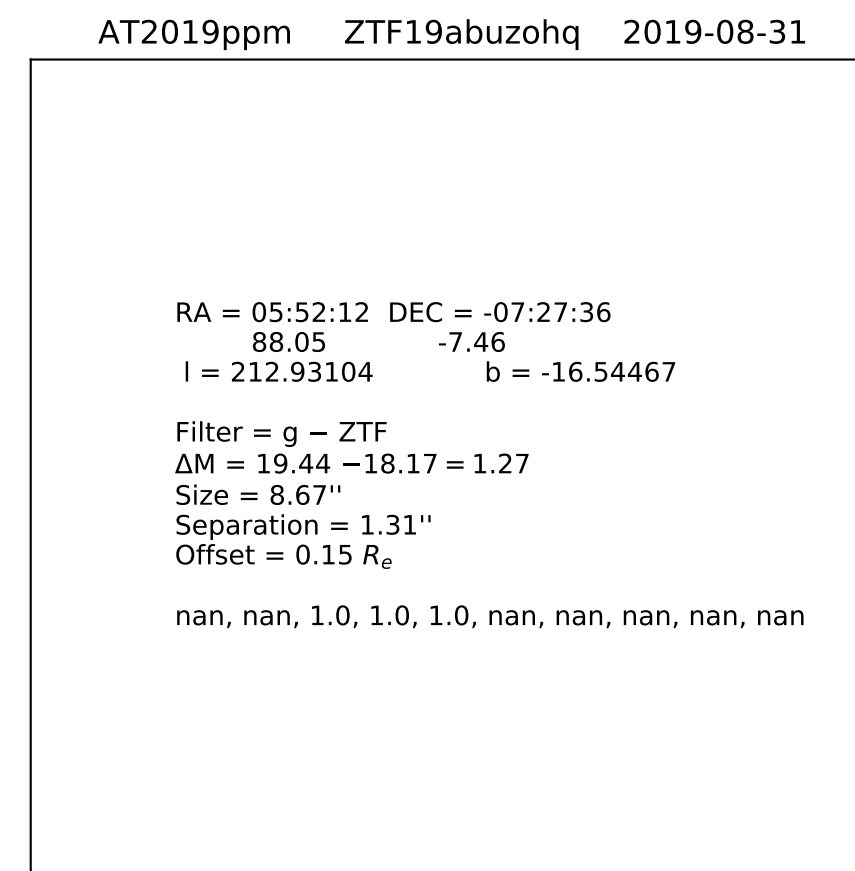 AT2019ppm ZTF19abuzohq 2019-08-31
RA = 05:52:12 DEC = -07:27:36
88.05 -7.46
l = 212.93104 b = -16.54467
Filter = g − ZTF
ΔM = 19.44 −18.17 = 1.27
Size = 8.67''
Separation = 1.31''
Offset = 0.15 Rₑ
nan, nan, 1.0, 1.0, 1.0, nan, nan, nan, nan, nan